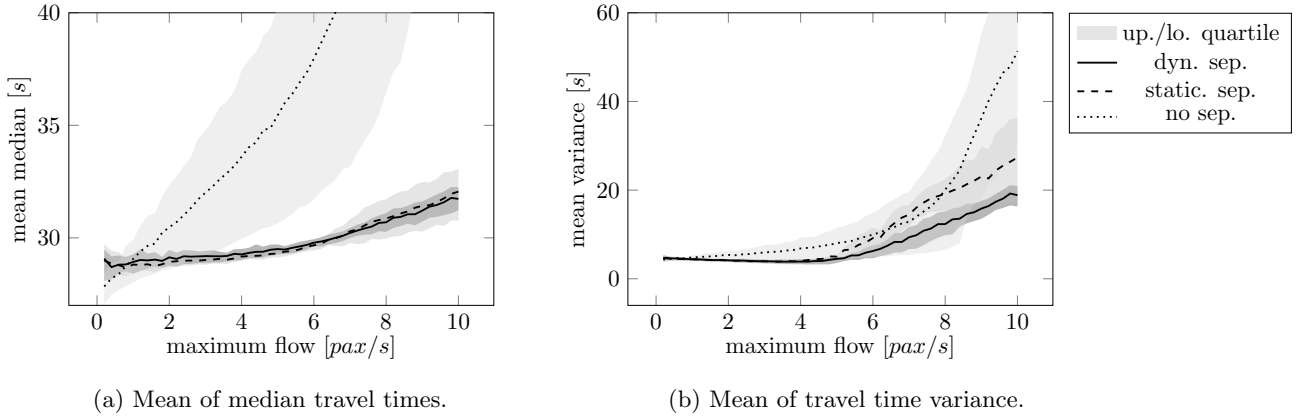 40
35
30
mean median [s]
0 2 4 6 8 10
maximum flow [pax/s]
(a) Mean of median travel times.
60
40
20
0
mean variance [s]
0 2 4 6 8 10
maximum flow [pax/s]
(b) Mean of travel time variance.
up./lo. quartile
dyn. sep.
static. sep.
no sep.